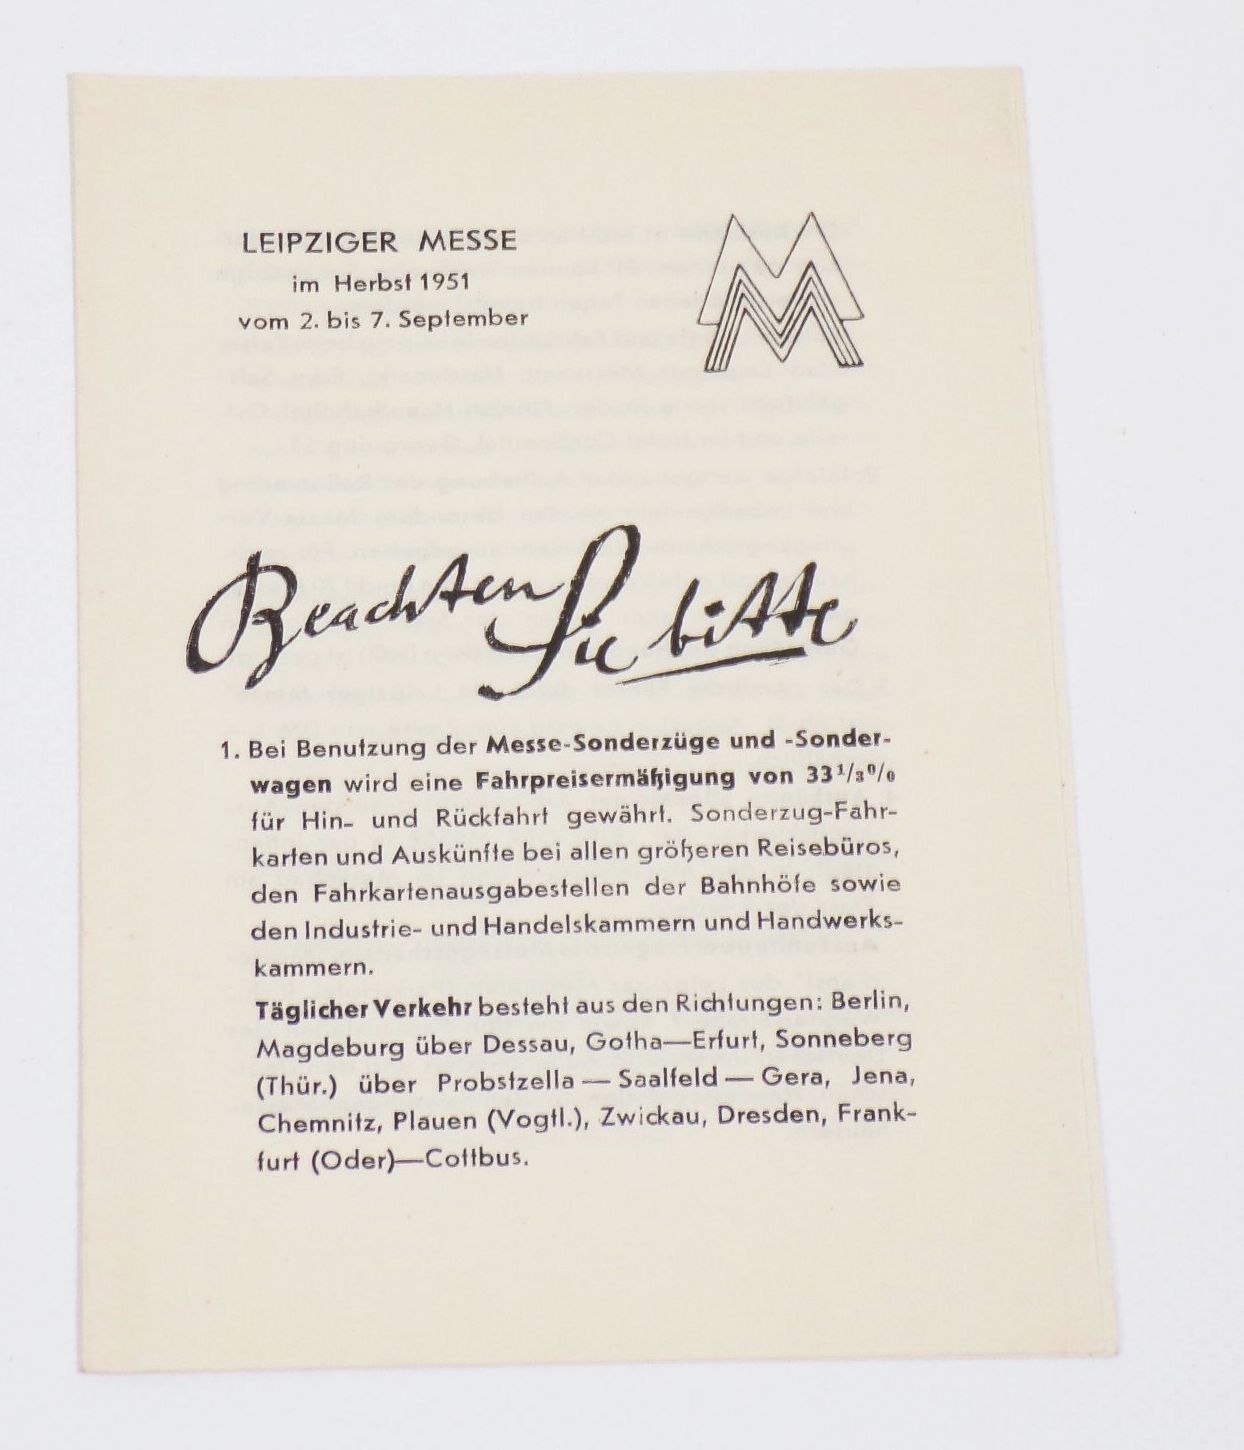 LEIPZIGER MESSE
im Herbst 1951
vom 2. bis 7. September
MM
Beachten Sie bitte
1. Bei Benutzung der Messe-Sonderzüge und -Sonder-
wagen wird eine Fahrpreisermäßigung von 33 1/3 %
für Hin- und Rückfahrt gewährt. Sonderzug-Fahr-
karten und Auskünfte bei allen größeren Reisebüros,
den Fahrkartenausgabestellen der Bahnhöfe sowie
den Industrie- und Handelskammern und Handwerks-
kammern.
Täglicher Verkehr besteht aus den Richtungen: Berlin,
Magdeburg über Dessau, Gotha—Erfurt, Sonneberg
(Thür.) über Probstzella — Saalfeld — Gera, Jena,
Chemnitz, Plauen (Vogtl.), Zwickau, Dresden, Frank-
furt (Oder)—Cottbus.